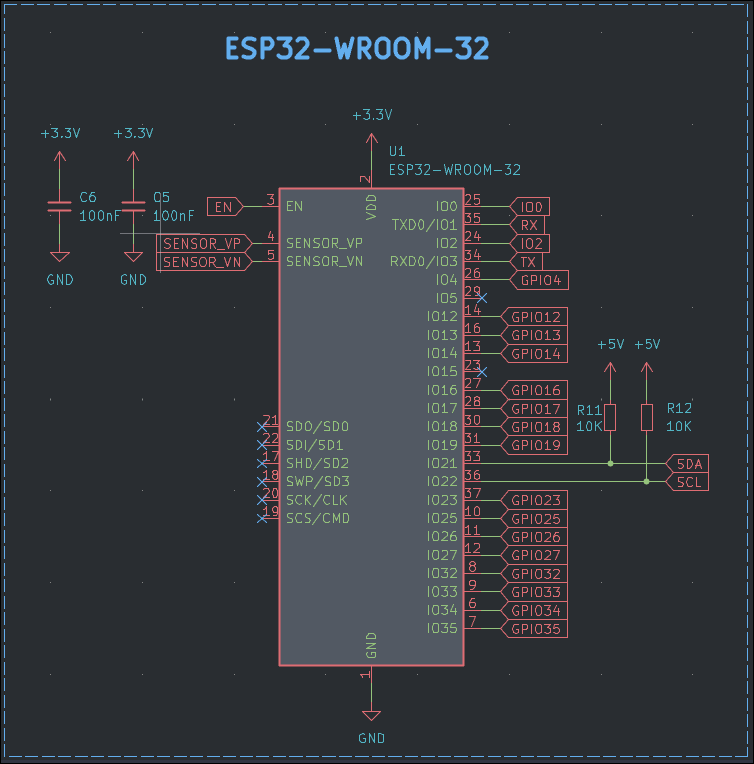 ESP32-WROOM-32
+3.3V
+3.3V
+3.3V
C6
100nF
C5
100nF
GND
GND
U1
ESP32-WROOM-32
2
VDD
EN
3
EN
SENSOR_VP
4
SENSOR_VP
SENSOR_VN
5
SENSOR_VN
21
SDO/SD0
22
SDI/SD1
17
SHD/SD2
18
SWP/SD3
20
SCK/CLK
19
SCS/CMD
IO0
25
IO0
TXD0/IO1
35
RX
IO2
24
IO2
RXD0/IO3
34
TX
IO4
26
GPIO4
IO5
29
IO12
14
GPIO12
IO13
16
GPIO13
IO14
13
GPIO14
IO15
23
IO16
27
GPIO16
IO17
28
GPIO17
IO18
30
GPIO18
IO19
31
GPIO19
IO21
33
SDA
IO22
36
SCL
IO23
37
GPIO23
IO25
10
GPIO25
IO26
11
GPIO26
IO27
12
GPIO27
IO32
8
GPIO32
IO33
9
GPIO33
IO34
6
GPIO34
IO35
7
GPIO35
+5V
+5V
R11
10K
R12
10K
GND
1
GND